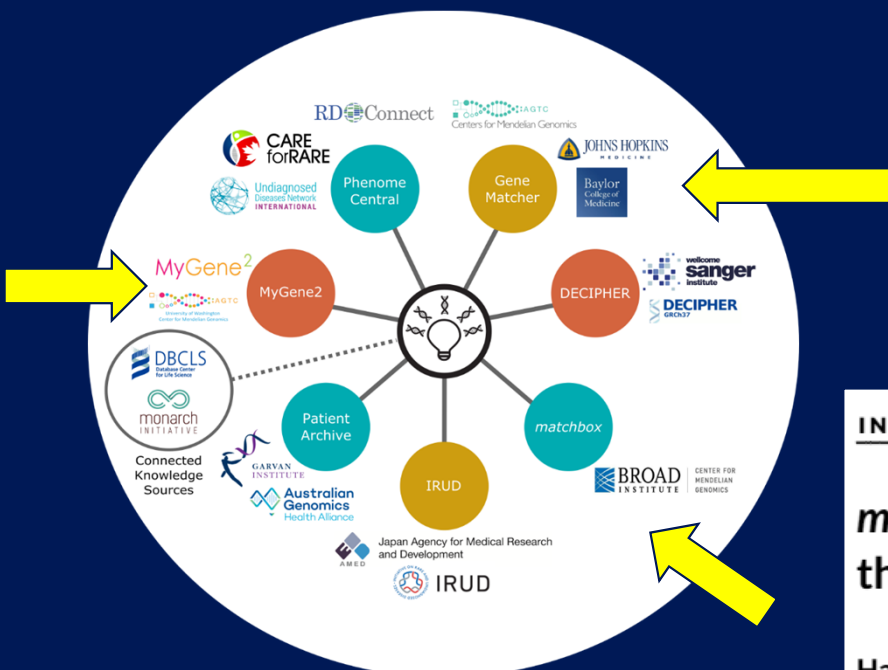 RD Connect
IAGTC
Centers for Mendelian Genomics
CARE
forRARE
JOHNS HOPKINS
MEDICINE
Undiagnosed
Diseases Network
INTERNATIONAL
Phenome
Central
Gene
Matcher
Baylor
College of
Medicine
MyGene2
IAGTC
University of Washington
Center for Mendelian Genomics
MyGene2
DECIPHER
wellcome
sanger
institute
DECIPHER
GRCh37
DBCLS
Database Center
for Life Science
monarch
INITIATIVE
Connected
Knowledge
Sources
Patient
Archive
GARVAN
INSTITUTE
Australian
Genomics
Health Alliance
IRUD
matchbox
BROAD
INSTITUTE
CENTER FOR
MENDELIAN
GENOMICS
AMED
Japan Agency for Medical Research
and Development
IRUD
IN
m
th